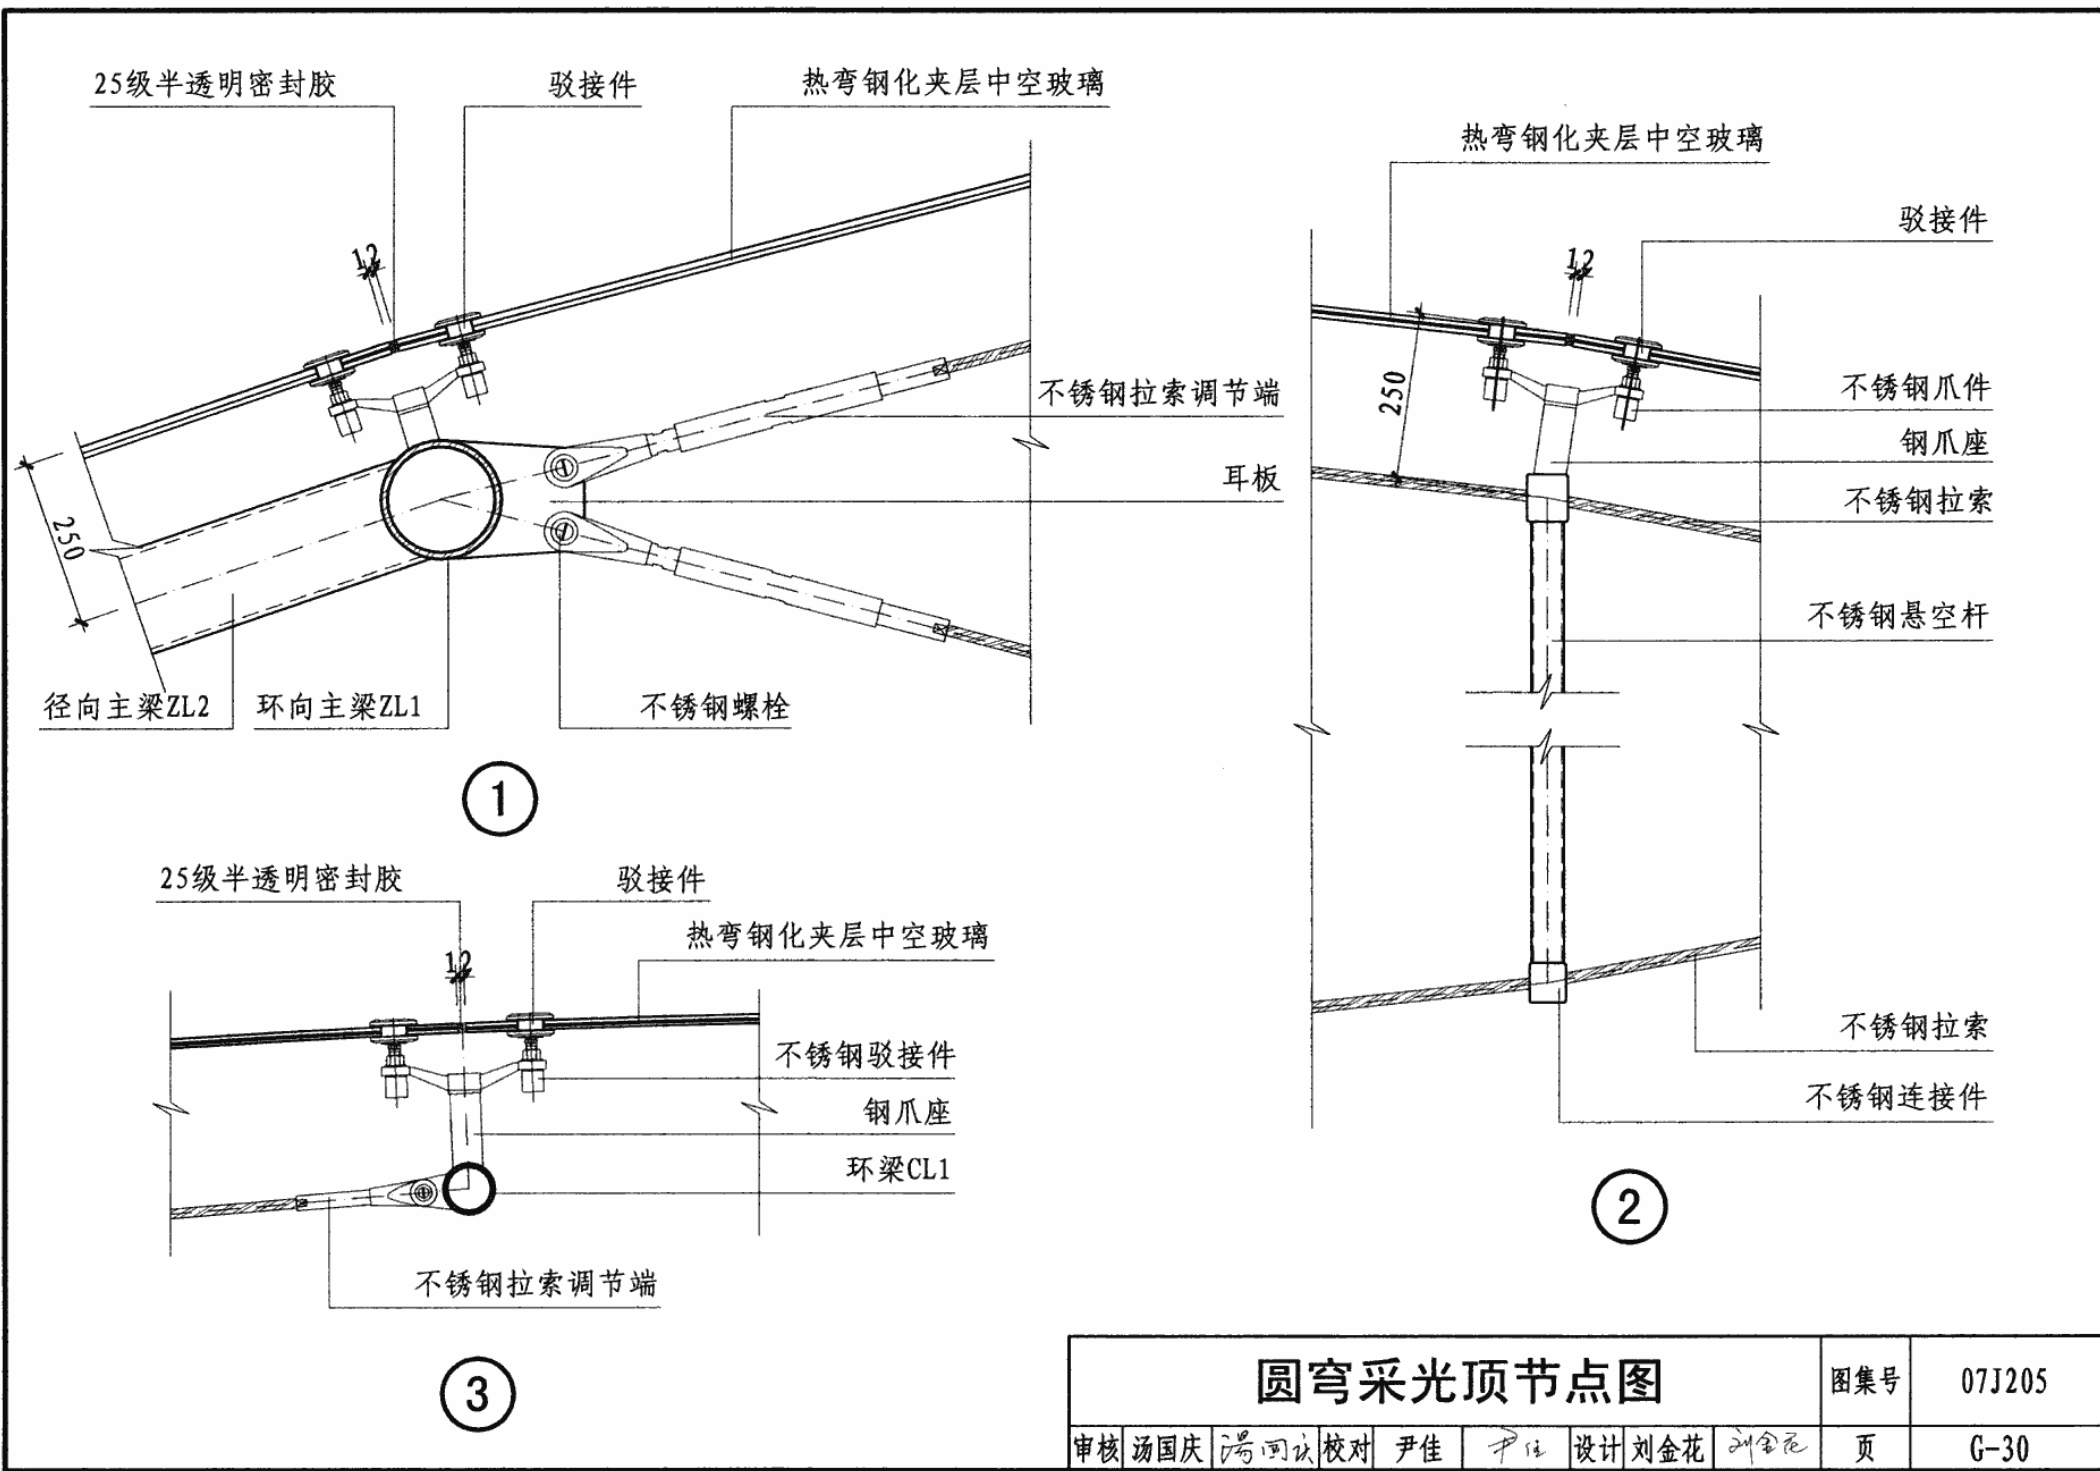 25级半透明密封胶
驳接件
热弯钢化夹层中空玻璃
12
不锈钢拉索调节端
耳板
250
径向主梁ZL2
环向主梁ZL1
不锈钢螺栓
1
热弯钢化夹层中空玻璃
驳接件
12
250
不锈钢爪件
钢爪座
不锈钢拉索
不锈钢悬空杆
不锈钢拉索
不锈钢连接件
2
25级半透明密封胶
驳接件
热弯钢化夹层中空玻璃
12
不锈钢驳接件
钢爪座
环梁CL1
不锈钢拉索调节端
3
圆穹采光顶节点图
图集号
07J205
审核 汤国庆 湯国庆 校对 尹佳 尹佳 设计 刘金花 刘金花 页 G-30